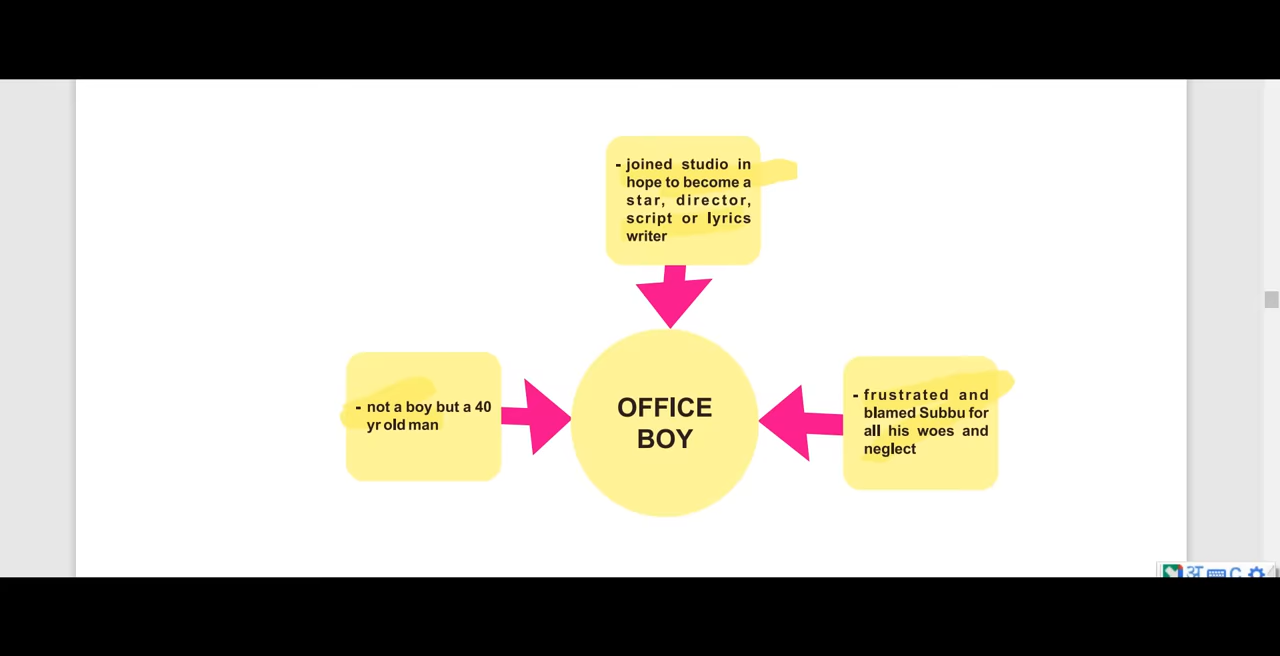 - joined studio in
hope to become a
star, director,
script or lyrics
writer
- not a boy but a 40
yr old man
OFFICE
BOY
- frustrated and
blamed Subbu for
all his woes and
neglect
अ